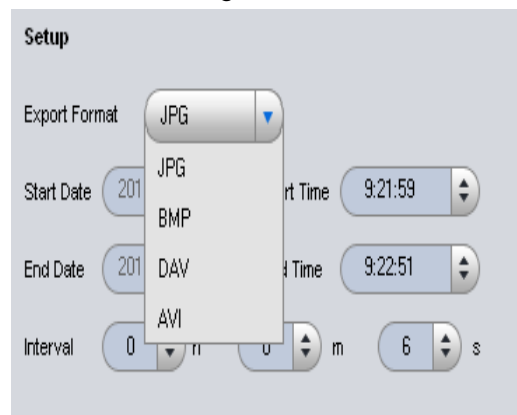 Setup
Export Format JPG
JPG
Start Date 201 rt Time 9:21:59
BMP
End Date 201 DAV d Time 9:22:51
AVI
Interval 0 0 m 6 s